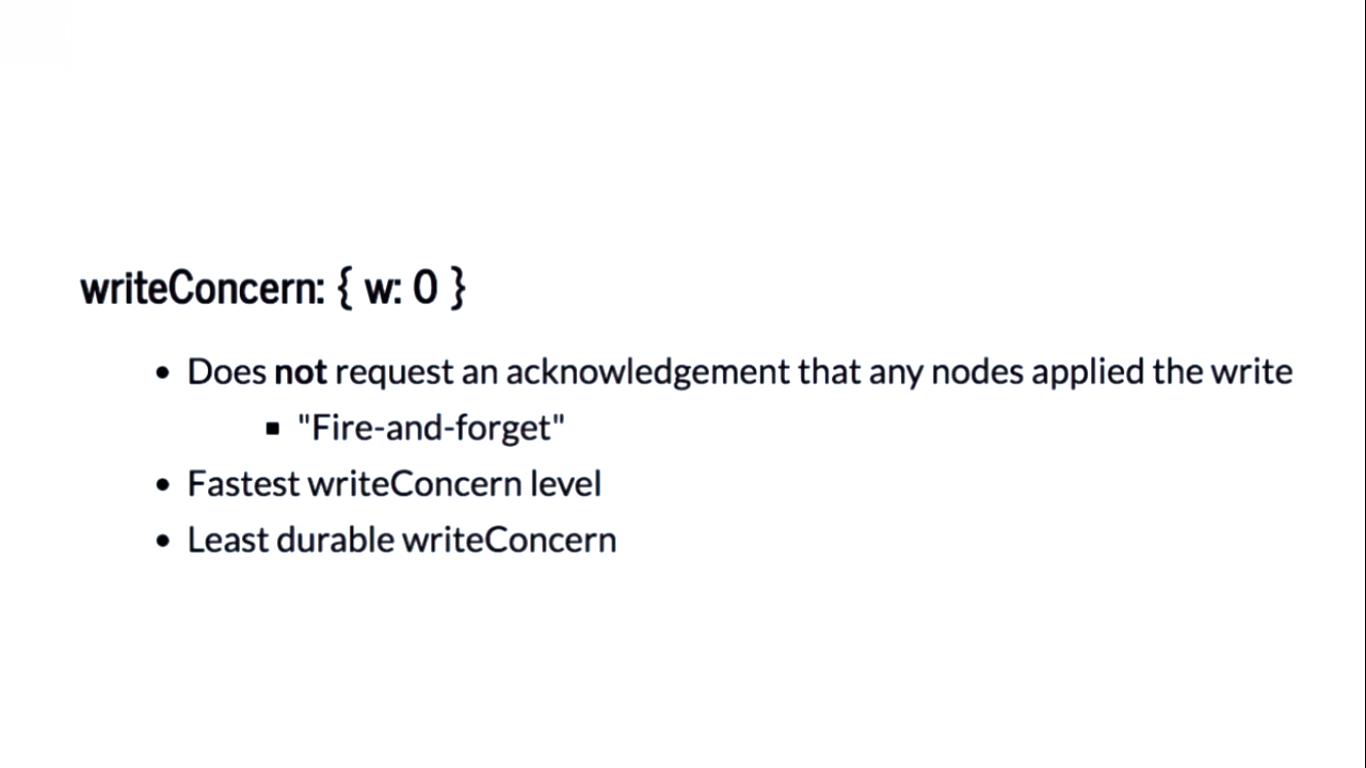 writeConcern: { w: 0 }
Does not request an acknowledgement that any nodes applied the write
"Fire-and-forget"
Fastest writeConcern level
Least durable writeConcern